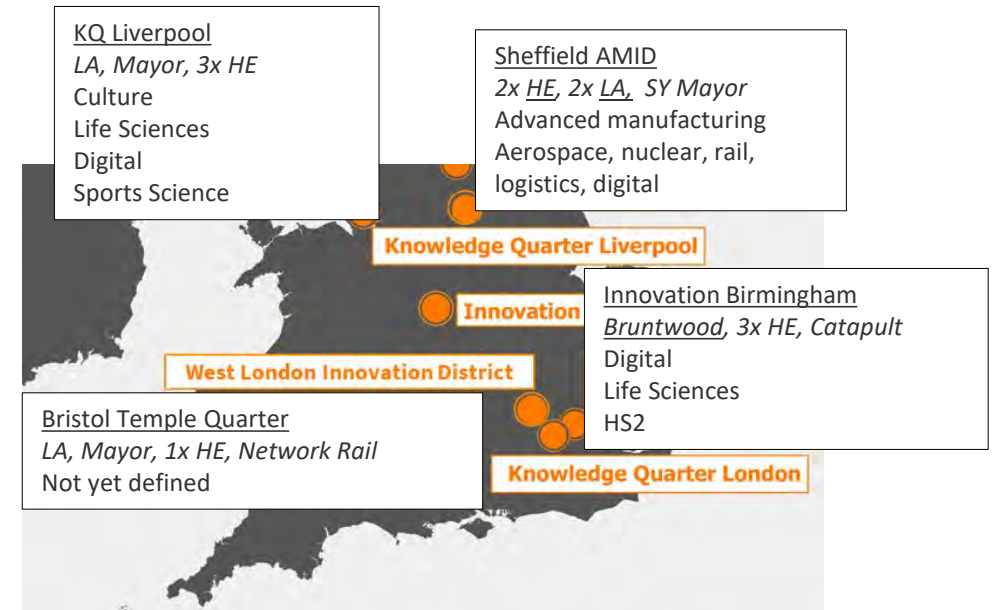 KQ Liverpool
LA, Mayor, 3x HE
Culture
Life Sciences
Digital
Sports Science
Sheffield AMID
2x HE, 2x LA, SY Mayor
Advanced manufacturing
Aerospace, nuclear, rail,
logistics, digital
Knowledge Quarter Liverpool
Innovation
Innovation Birmingham
Bruntwood, 3x HE, Catapult
Digital
Life Sciences
HS2
West London Innovation District
Bristol Temple Quarter
LA, Mayor, 1x HE, Network Rail
Not yet defined
Knowledge Quarter London